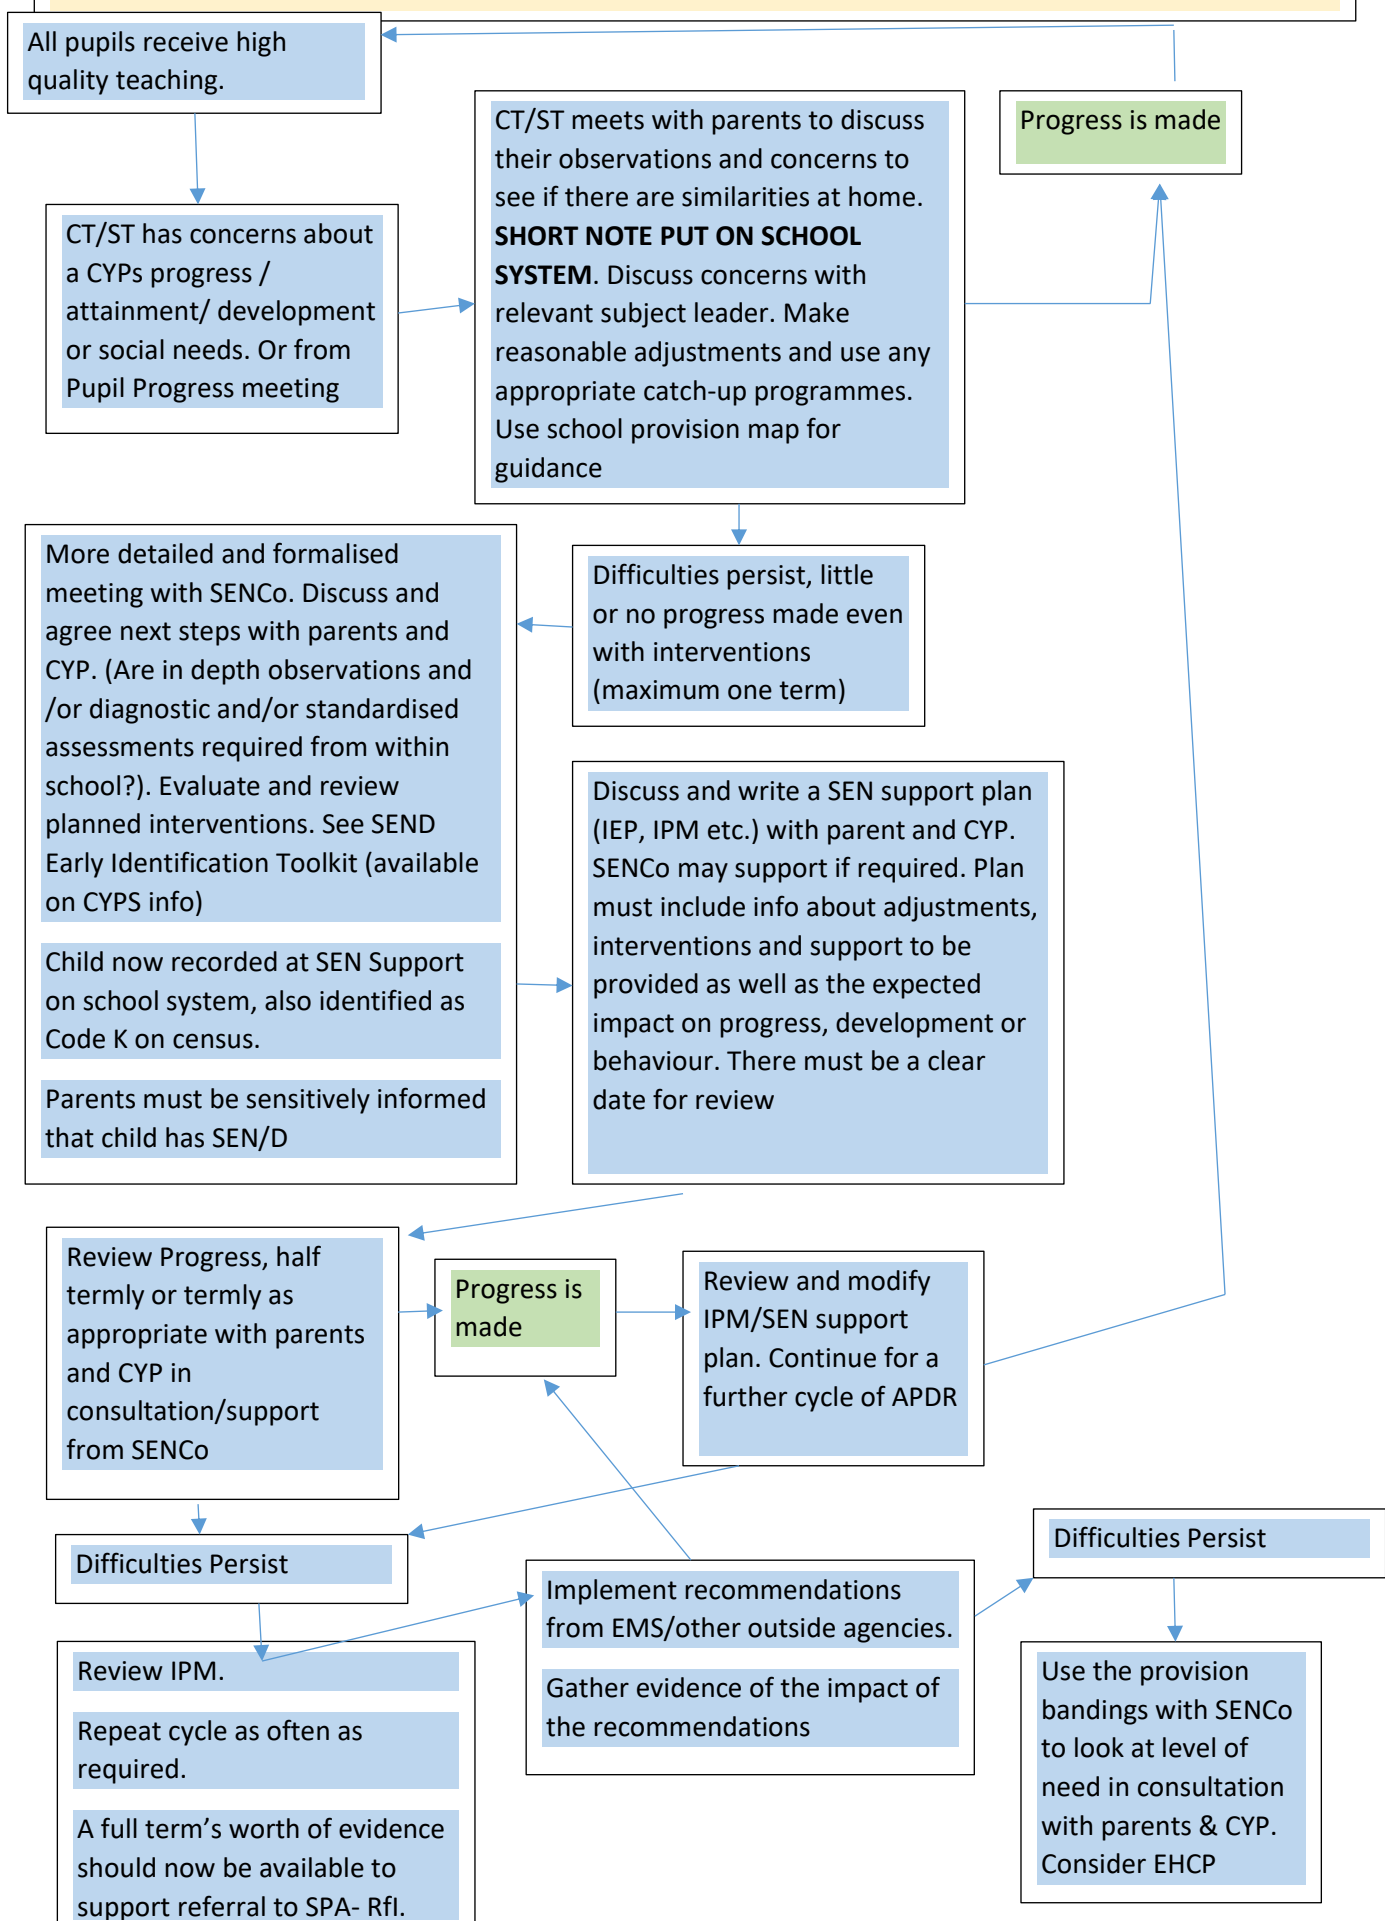 All pupils receive high
quality teaching.
CT/ST has concerns about
a CYPs progress /
attainment/ development
or social needs. Or from
Pupil Progress meeting
CT/ST meets with parents to discuss
their observations and concerns to
see if there are similarities at home.
SHORT NOTE PUT ON SCHOOL
SYSTEM. Discuss concerns with
relevant subject leader. Make
reasonable adjustments and use any
appropriate catch-up programmes.
Use school provision map for
guidance
Progress is made
Difficulties persist, little
or no progress made even
with interventions
(maximum one term)
More detailed and formalised
meeting with SENCo. Discuss and
agree next steps with parents and
CYP. (Are in depth observations and
/or diagnostic and/or standardised
assessments required from within
school?). Evaluate and review
planned interventions. See SEND
Early Identification Toolkit (available
on CYPS info)
Child now recorded at SEN Support
on school system, also identified as
Code K on census.
Parents must be sensitively informed
that child has SEN/D
Discuss and write a SEN support plan
(IEP, IPM etc.) with parent and CYP.
SENCo may support if required. Plan
must include info about adjustments,
interventions and support to be
provided as well as the expected
impact on progress, development or
behaviour. There must be a clear
date for review
Review Progress, half
termly or termly as
appropriate with parents
and CYP in
consultation/support
from SENCo
Progress is
made
Review and modify
IPM/SEN support
plan. Continue for a
further cycle of APDR
Difficulties Persist
Review IPM.
Repeat cycle as often as
required.
A full term’s worth of evidence
should now be available to
support referral to SPA- RfI.
Implement recommendations
from EMS/other outside agencies.
Gather evidence of the impact of
the recommendations
Difficulties Persist
Use the provision
bandings with SENCo
to look at level of
need in consultation
with parents & CYP.
Consider EHCP